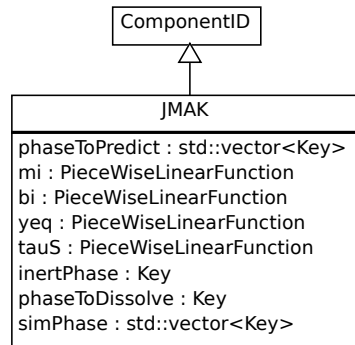 ComponentID
JMAK
phaseToPredict : std::vector<Key>
mi : PieceWiseLinearFunction
bi : PieceWiseLinearFunction
yeq : PieceWiseLinearFunction
tauS : PieceWiseLinearFunction
inertPhase : Key
phaseToDissolve : Key
simPhase : std::vector<Key>